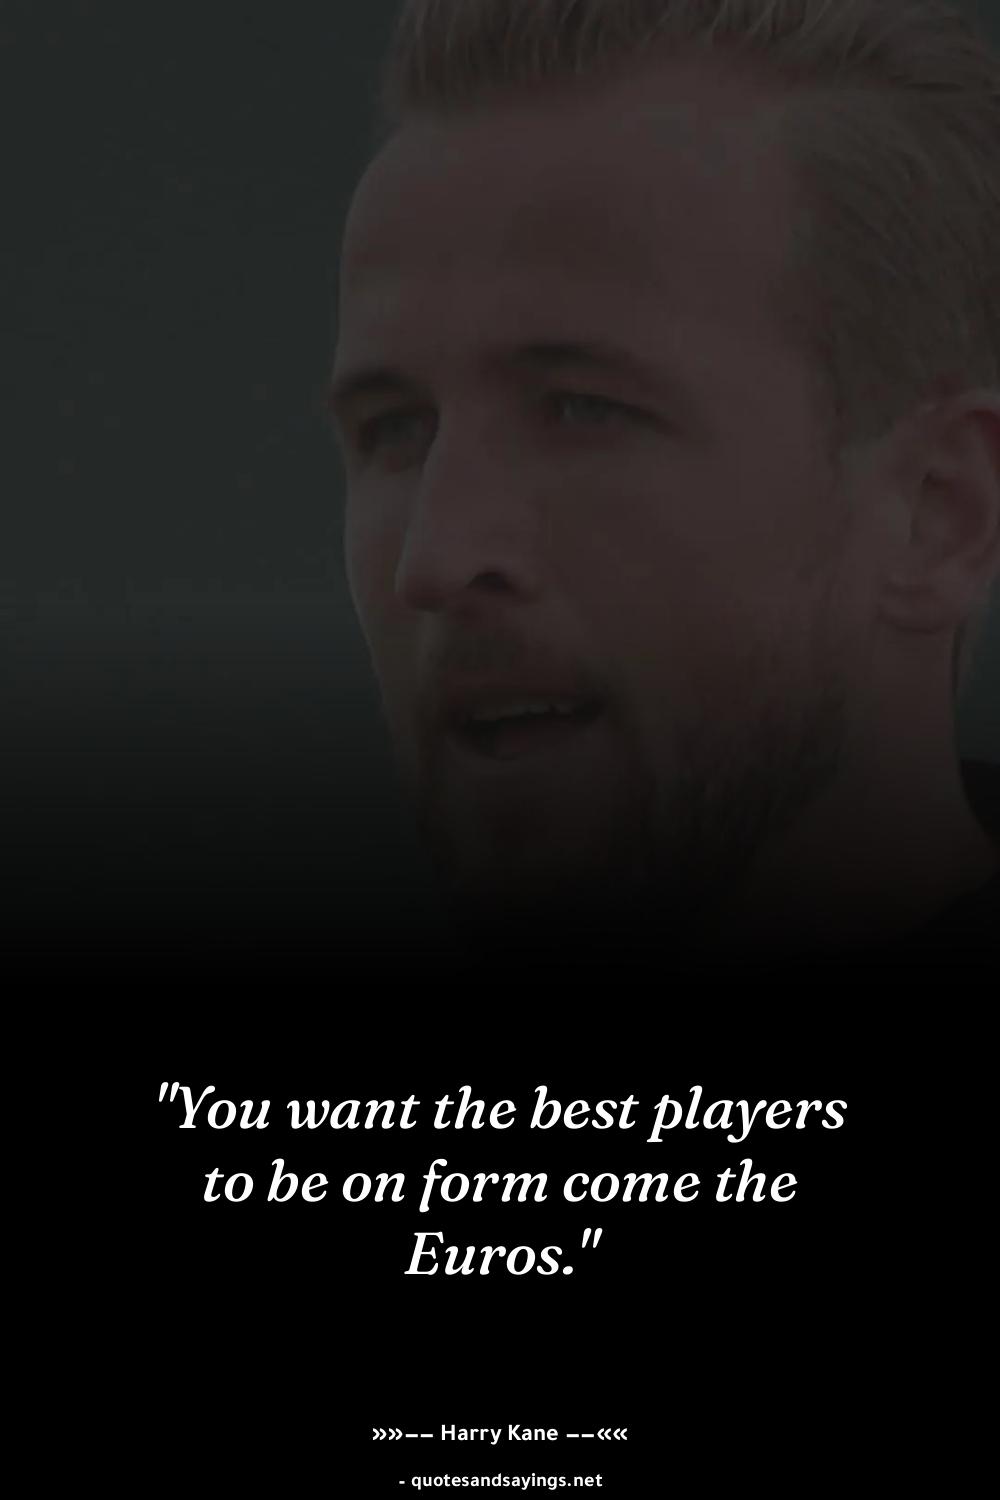 "You want the best players
to be on form come the
Euros."
»»–– Harry Kane ––««
- quotesandsayings.net